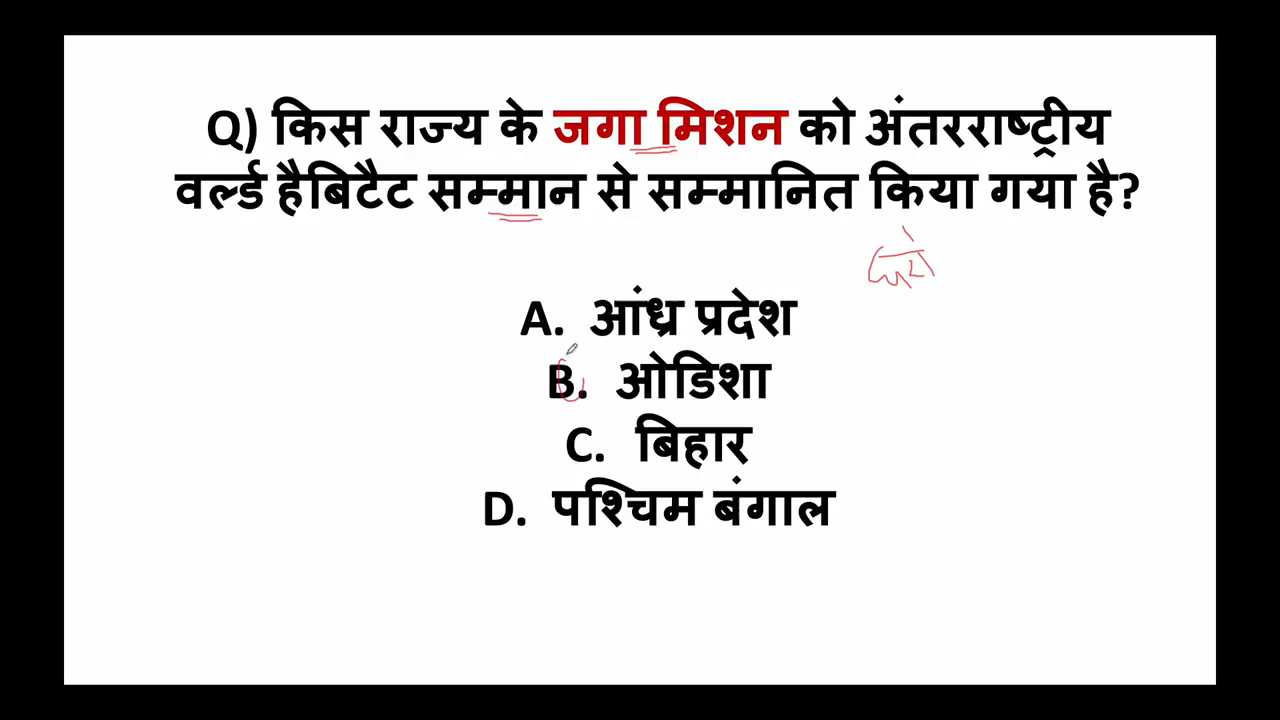 Q) किस राज्य के जगा मिशन को अंतरराष्ट्रीय
वर्ल्ड हैबिटैट सम्मान से सम्मानित किया गया है?
A. आंध्र प्रदेश
B. ओडिशा
C. बिहार
D. पश्चिम बंगाल